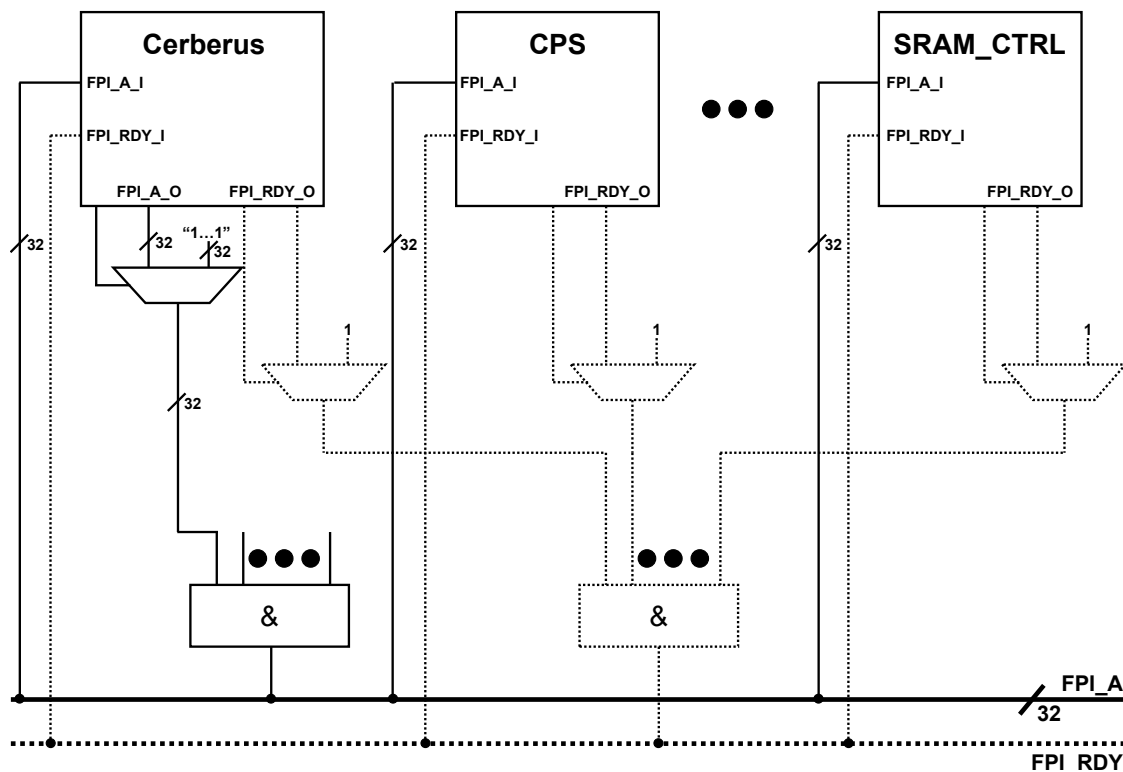 Cerberus
CPS
SRAM_CTRL
FPI_A_I
FPI_A_I
FPI_A_I
FPI_RDY_I
FPI_RDY_I
FPI_RDY_I
FPI_A_O
FPI_RDY_O
FPI_RDY_O
FPI_RDY_O
“1...1”
32
32
32
32
32
1
1
1
32
&
&
FPI_A
32
FPI_RDY